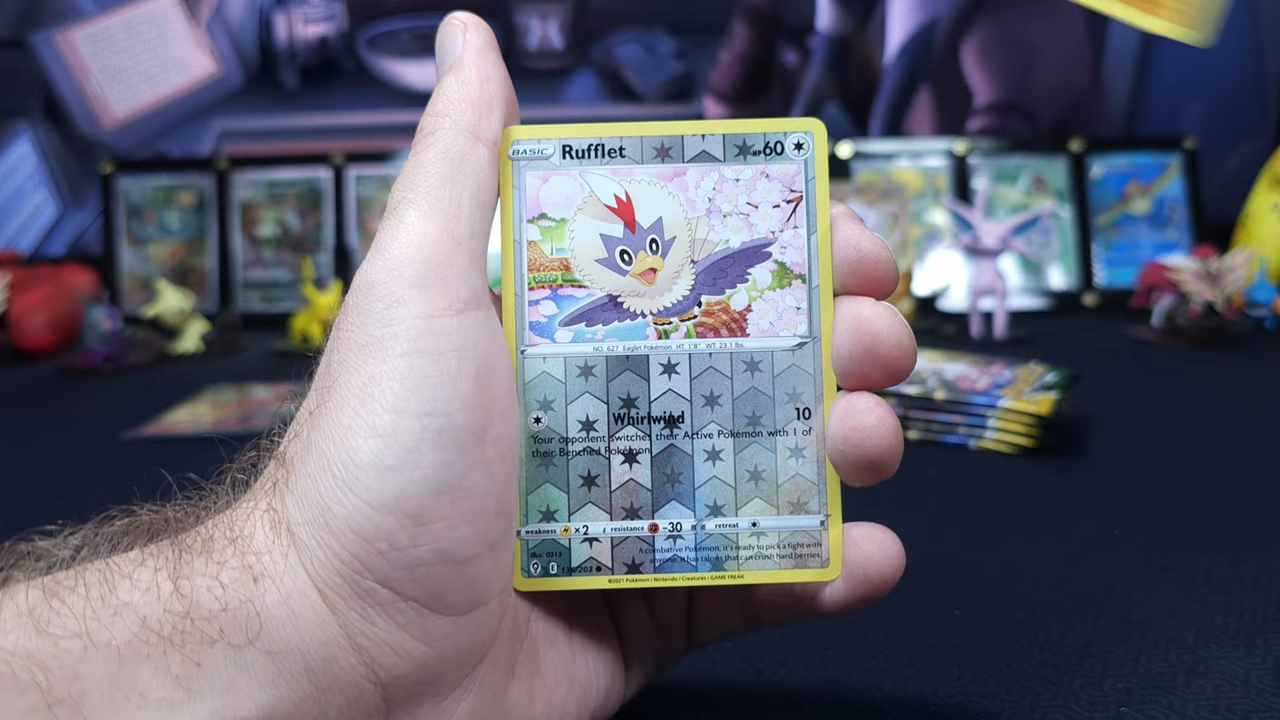 BASIC Rufflet HP 60
NO. 627 Eaglet Pokémon HT. 1'8" WT. 23.1 lbs.
Whirlwind 10
Your opponent switches their Active Pokémon with 1 of
their Benched Pokémon.
weakness ×2 resistance -30 retreat
A combative Pokémon, it's ready to pick a fight with
anyone. It has talons that can crush hard berries.
Illus. 0313
E /203
©2021 Pokémon / Nintendo / Creatures / GAME FREAK